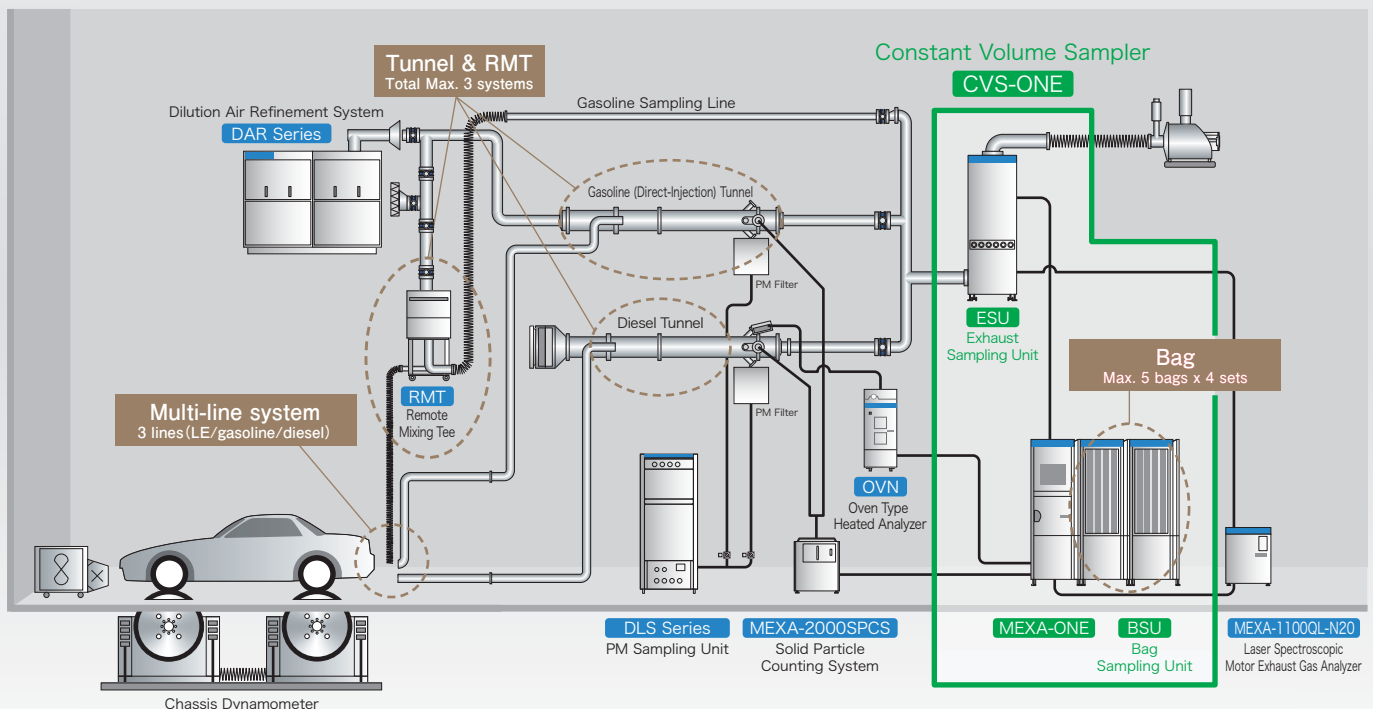 Constant Volume Sampler
CVS-ONE
Tunnel & RMT
Total Max. 3 systems
Gasoline Sampling Line
Dilution Air Refinement System
DAR Series
Gasoline (Direct-Injection) Tunnel
PM Filter
Diesel Tunnel
ESU
Exhaust
Sampling Unit
Bag
Max. 5 bags x 4 sets
PM Filter
RMT
Remote
Mixing Tee
Multi-line system
3 lines(LE/gasoline/diesel)
OVN
Oven Type
Heated Analyzer
DLS Series
PM Sampling Unit
MEXA-2000SPCS
Solid Particle
Counting System
MEXA-ONE
BSU
Bag
Sampling Unit
MEXA-1100QL-N20
Laser Spectroscopic
Motor Exhaust Gas Analyzer
Chassis Dynamometer